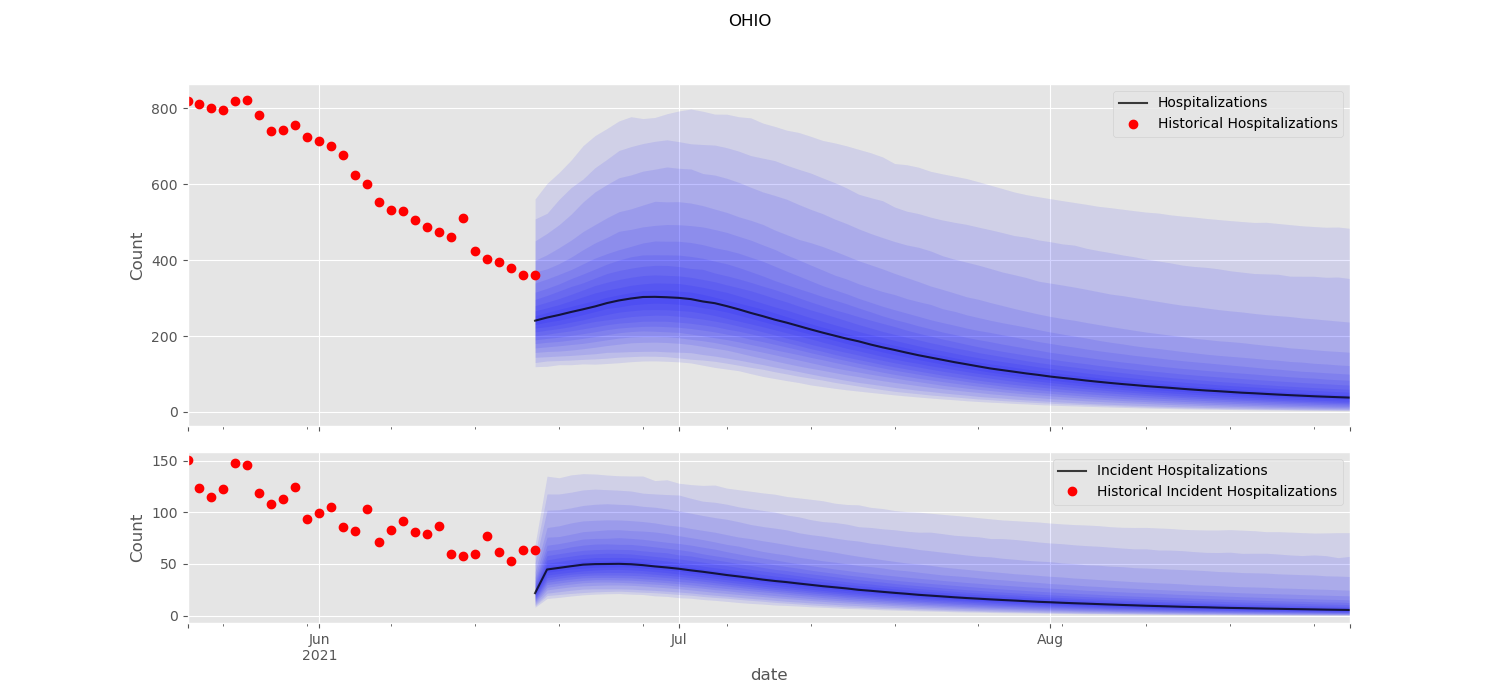 OHIO
Count
800
600
400
200
0
Hospitalizations
Historical Hospitalizations
Count
150
100
50
0
Incident Hospitalizations
Historical Incident Hospitalizations
Jun
2021
Jul
Aug
date